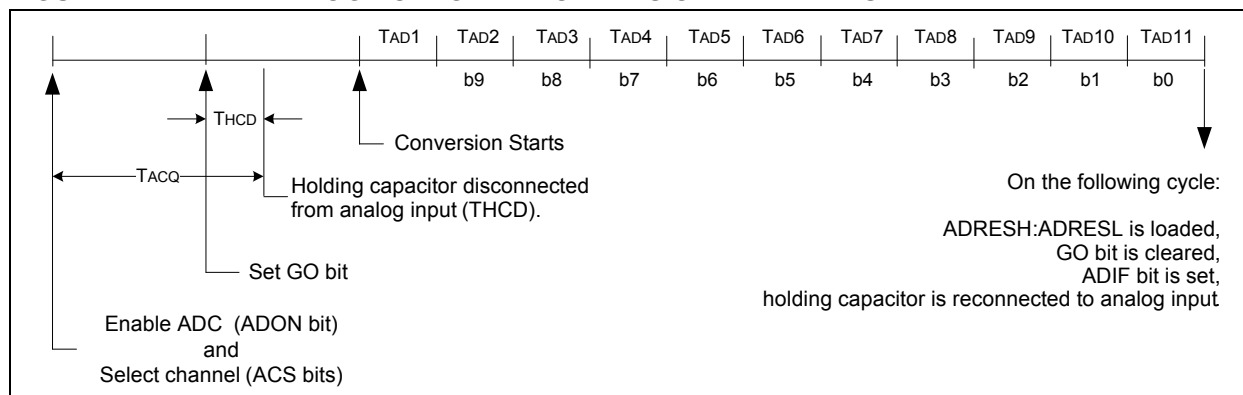 TAD1 TAD2 TAD3 TAD4 TAD5 TAD6 TAD7 TAD8 TAD9 TAD10 TAD11
b9 b8 b7 b6 b5 b4 b3 b2 b1 b0
THCD
Conversion Starts
TACQ
Holding capacitor disconnected
from analog input (THCD).
Set GO bit
Enable ADC (ADON bit)
and
Select channel (ACS bits)
On the following cycle:
ADRESH:ADRESL is loaded,
GO bit is cleared,
ADIF bit is set,
holding capacitor is reconnected to analog input